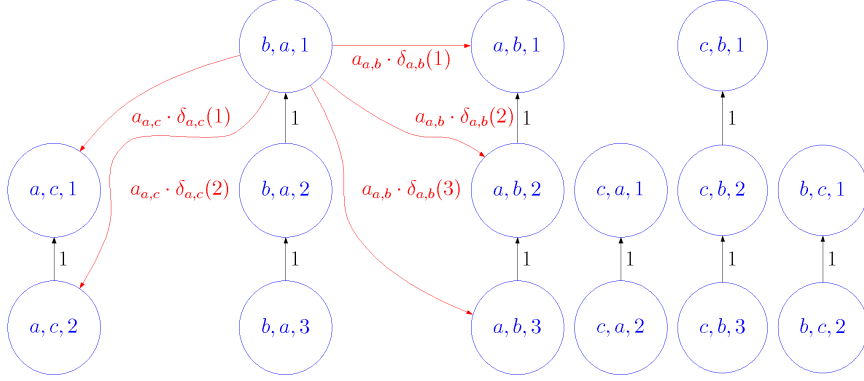 b, a, 1
a, b, 1
c, b, 1
a_{a,b} · δ_{a,b}(1)
a_{a,c} · δ_{a,c}(1)
1
a_{a,b} · δ_{a,b}(2)
1
1
a, c, 1
a_{a,c} · δ_{a,c}(2)
b, a, 2
a_{a,b} · δ_{a,b}(3)
a, b, 2
c, a, 1
c, b, 2
b, c, 1
1
1
1
1
1
1
a, c, 2
b, a, 3
a, b, 3
c, a, 2
c, b, 3
b, c, 2